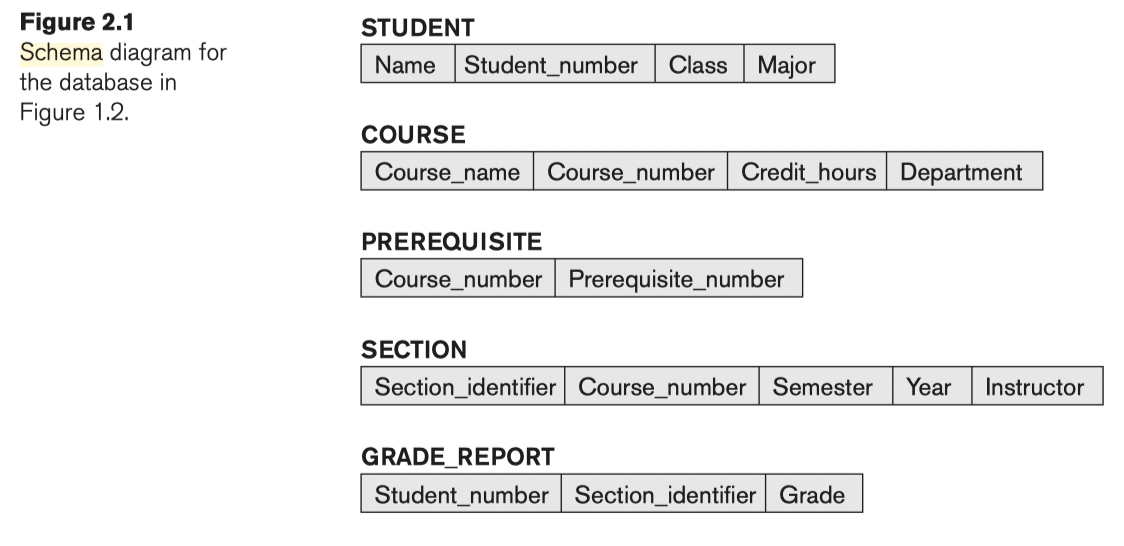 Figure 2.1
Schema diagram for
the database in
Figure 1.2.
STUDENT
Name Student_number Class Major
COURSE
Course_name Course_number Credit_hours Department
PREREQUISITE
Course_number Prerequisite_number
SECTION
Section_identifier Course_number Semester Year Instructor
GRADE_REPORT
Student_number Section_identifier Grade